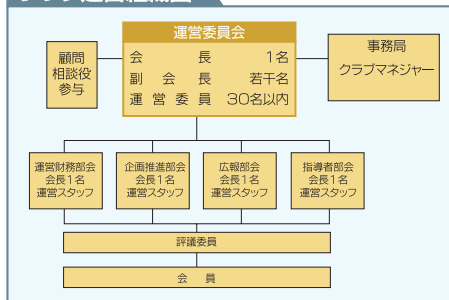 運営委員会
会長 1名
副会長 若干名
運営委員 30名以内
顧問
相談役
参与
事務局
クラブマネジャー
運営財務部会
会長1名
運営スタッフ
企画推進部会
会長1名
運営スタッフ
広報部会
会長1名
運営スタッフ
指導者部会
会長1名
運営スタッフ
評議委員
会員